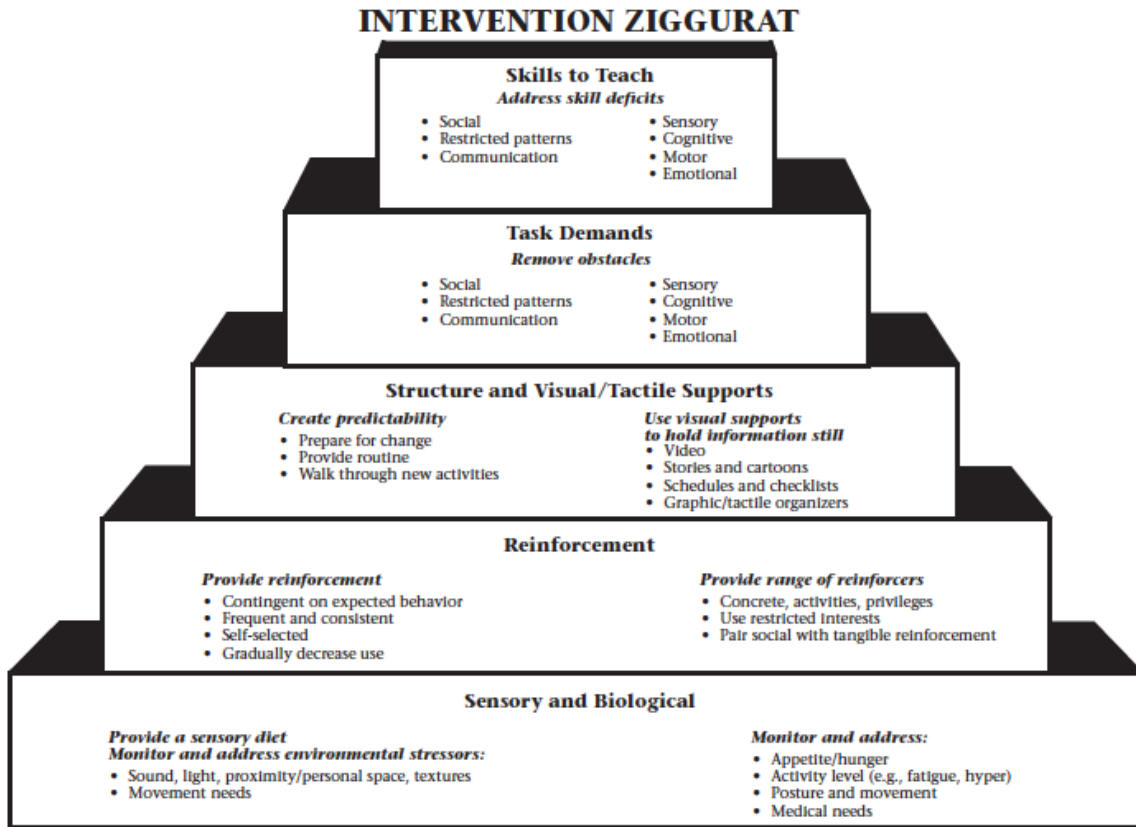 INTERVENTION ZIGGURAT
Skills to Teach
Address skill deficits
• Social
• Restricted patterns
• Communication
• Sensory
• Cognitive
• Motor
• Emotional
Task Demands
Remove obstacles
• Social
• Restricted patterns
• Communication
• Sensory
• Cognitive
• Motor
• Emotional
Structure and Visual/Tactile Supports
Create predictability
• Prepare for change
• Provide routine
• Walk through new activities
Use visual supports
to hold information still
• Video
• Stories and cartoons
• Schedules and checklists
• Graphic/tactile organizers
Reinforcement
Provide reinforcement
• Contingent on expected behavior
• Frequent and consistent
• Self-selected
• Gradually decrease use
Provide range of reinforcers
• Concrete, activities, privileges
• Use restricted interests
• Pair social with tangible reinforcement
Sensory and Biological
Provide a sensory diet
Monitor and address environmental stressors:
• Sound, light, proximity/personal space, textures
• Movement needs
Monitor and address:
• Appetite/hunger
• Activity level (e.g., fatigue, hyper)
• Posture and movement
• Medical needs